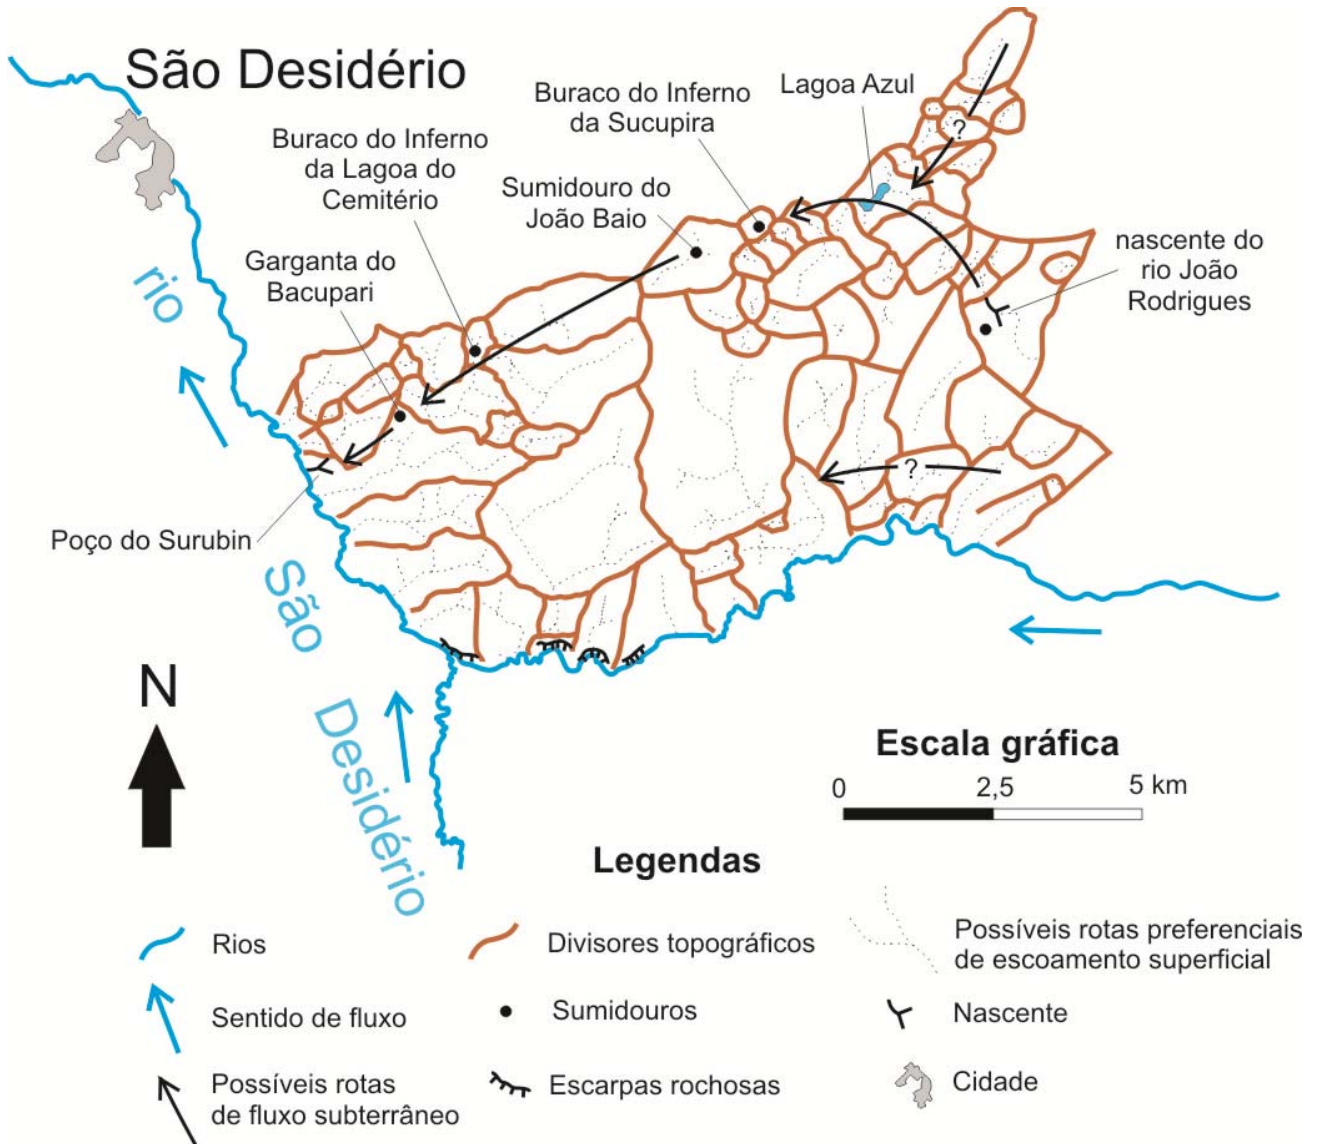 São Desidério
Lagoa Azul
Buraco do Inferno
da Sucupira
Buraco do Inferno
da Lagoa do
Cemitério
Sumidouro do
João Baio
nascente do
rio João
Rodrigues
Garganta do
Bacupari
?
?
Poço do Surubin
rio
São
Desidério
N
Escala gráfica
0 2,5 5 km
Legendas
Rios
Divisores topográficos
Possíveis rotas preferenciais
de escoamento superficial
Sentido de fluxo
Sumidouros
Nascente
Possíveis rotas
de fluxo subterrâneo
Escarpas rochosas
Cidade